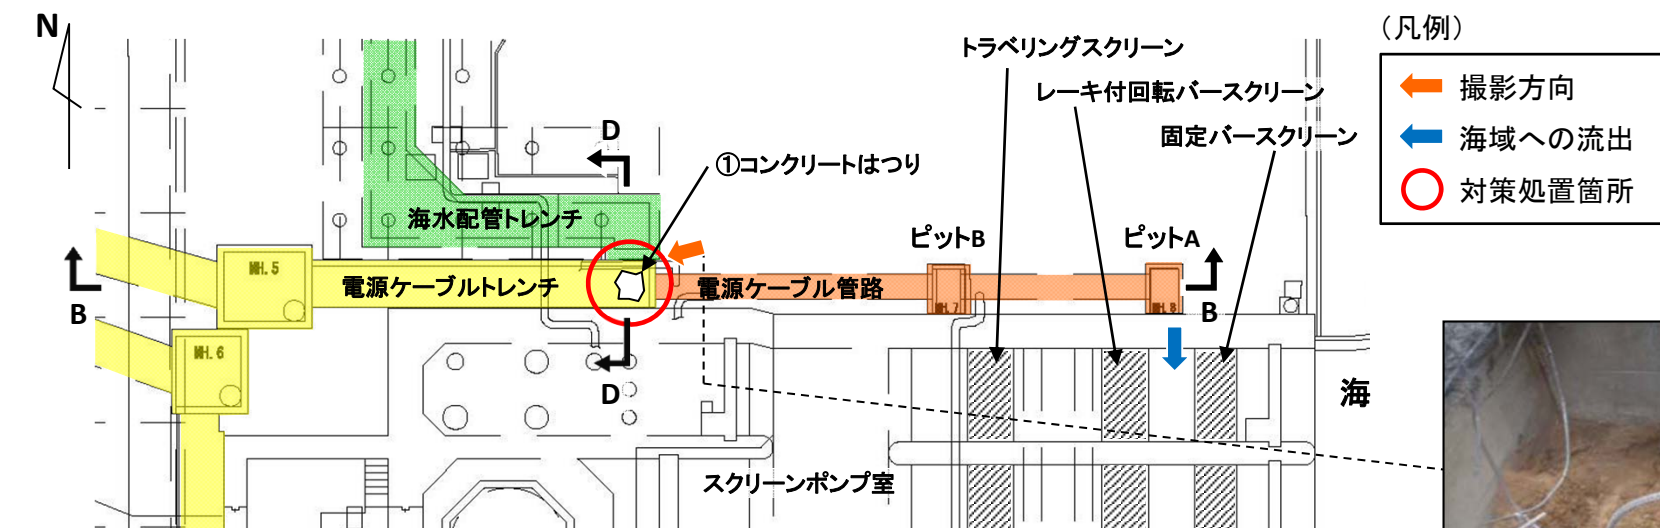 N
(凡例)
トラベリングスクリーン
レーキ付回転バースクリーン
撮影方向
固定バースクリーン
海域への流出
D
①コンクリートはつり
対策処置箇所
海水配管トレンチ
ピットB
ピットA
MH.5
電源ケーブルトレンチ
電源ケーブル管路
MH.7
MH.8
B
B
MH.6
D
海
スクリーンポンプ室